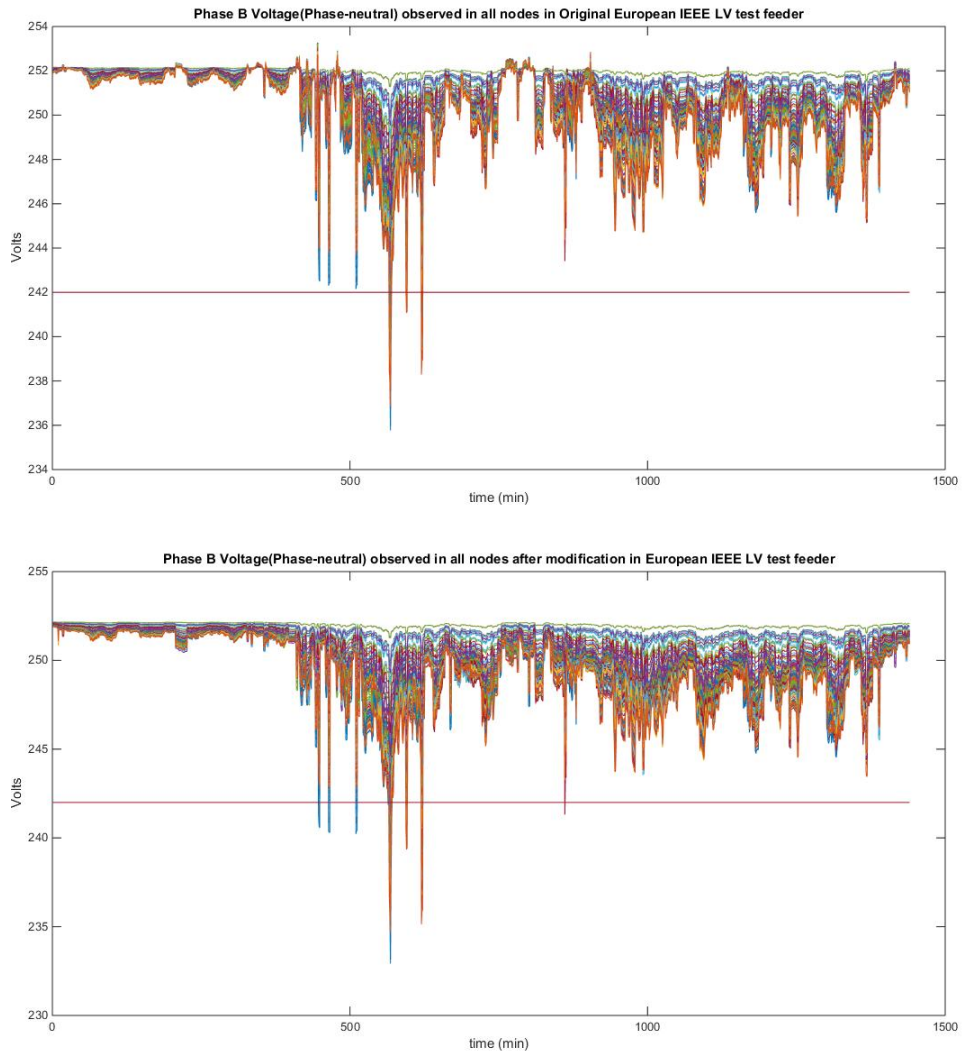 Phase B Voltage(Phase-neutral) observed in all nodes in Original European IEEE LV test feeder
254
252
250
248
246
244
242
240
238
236
234
Volts
0 500 1000 1500
time (min)
Phase B Voltage(Phase-neutral) observed in all nodes after modification in European IEEE LV test feeder
255
250
245
240
235
230
Volts
0 500 1000 1500
time (min)